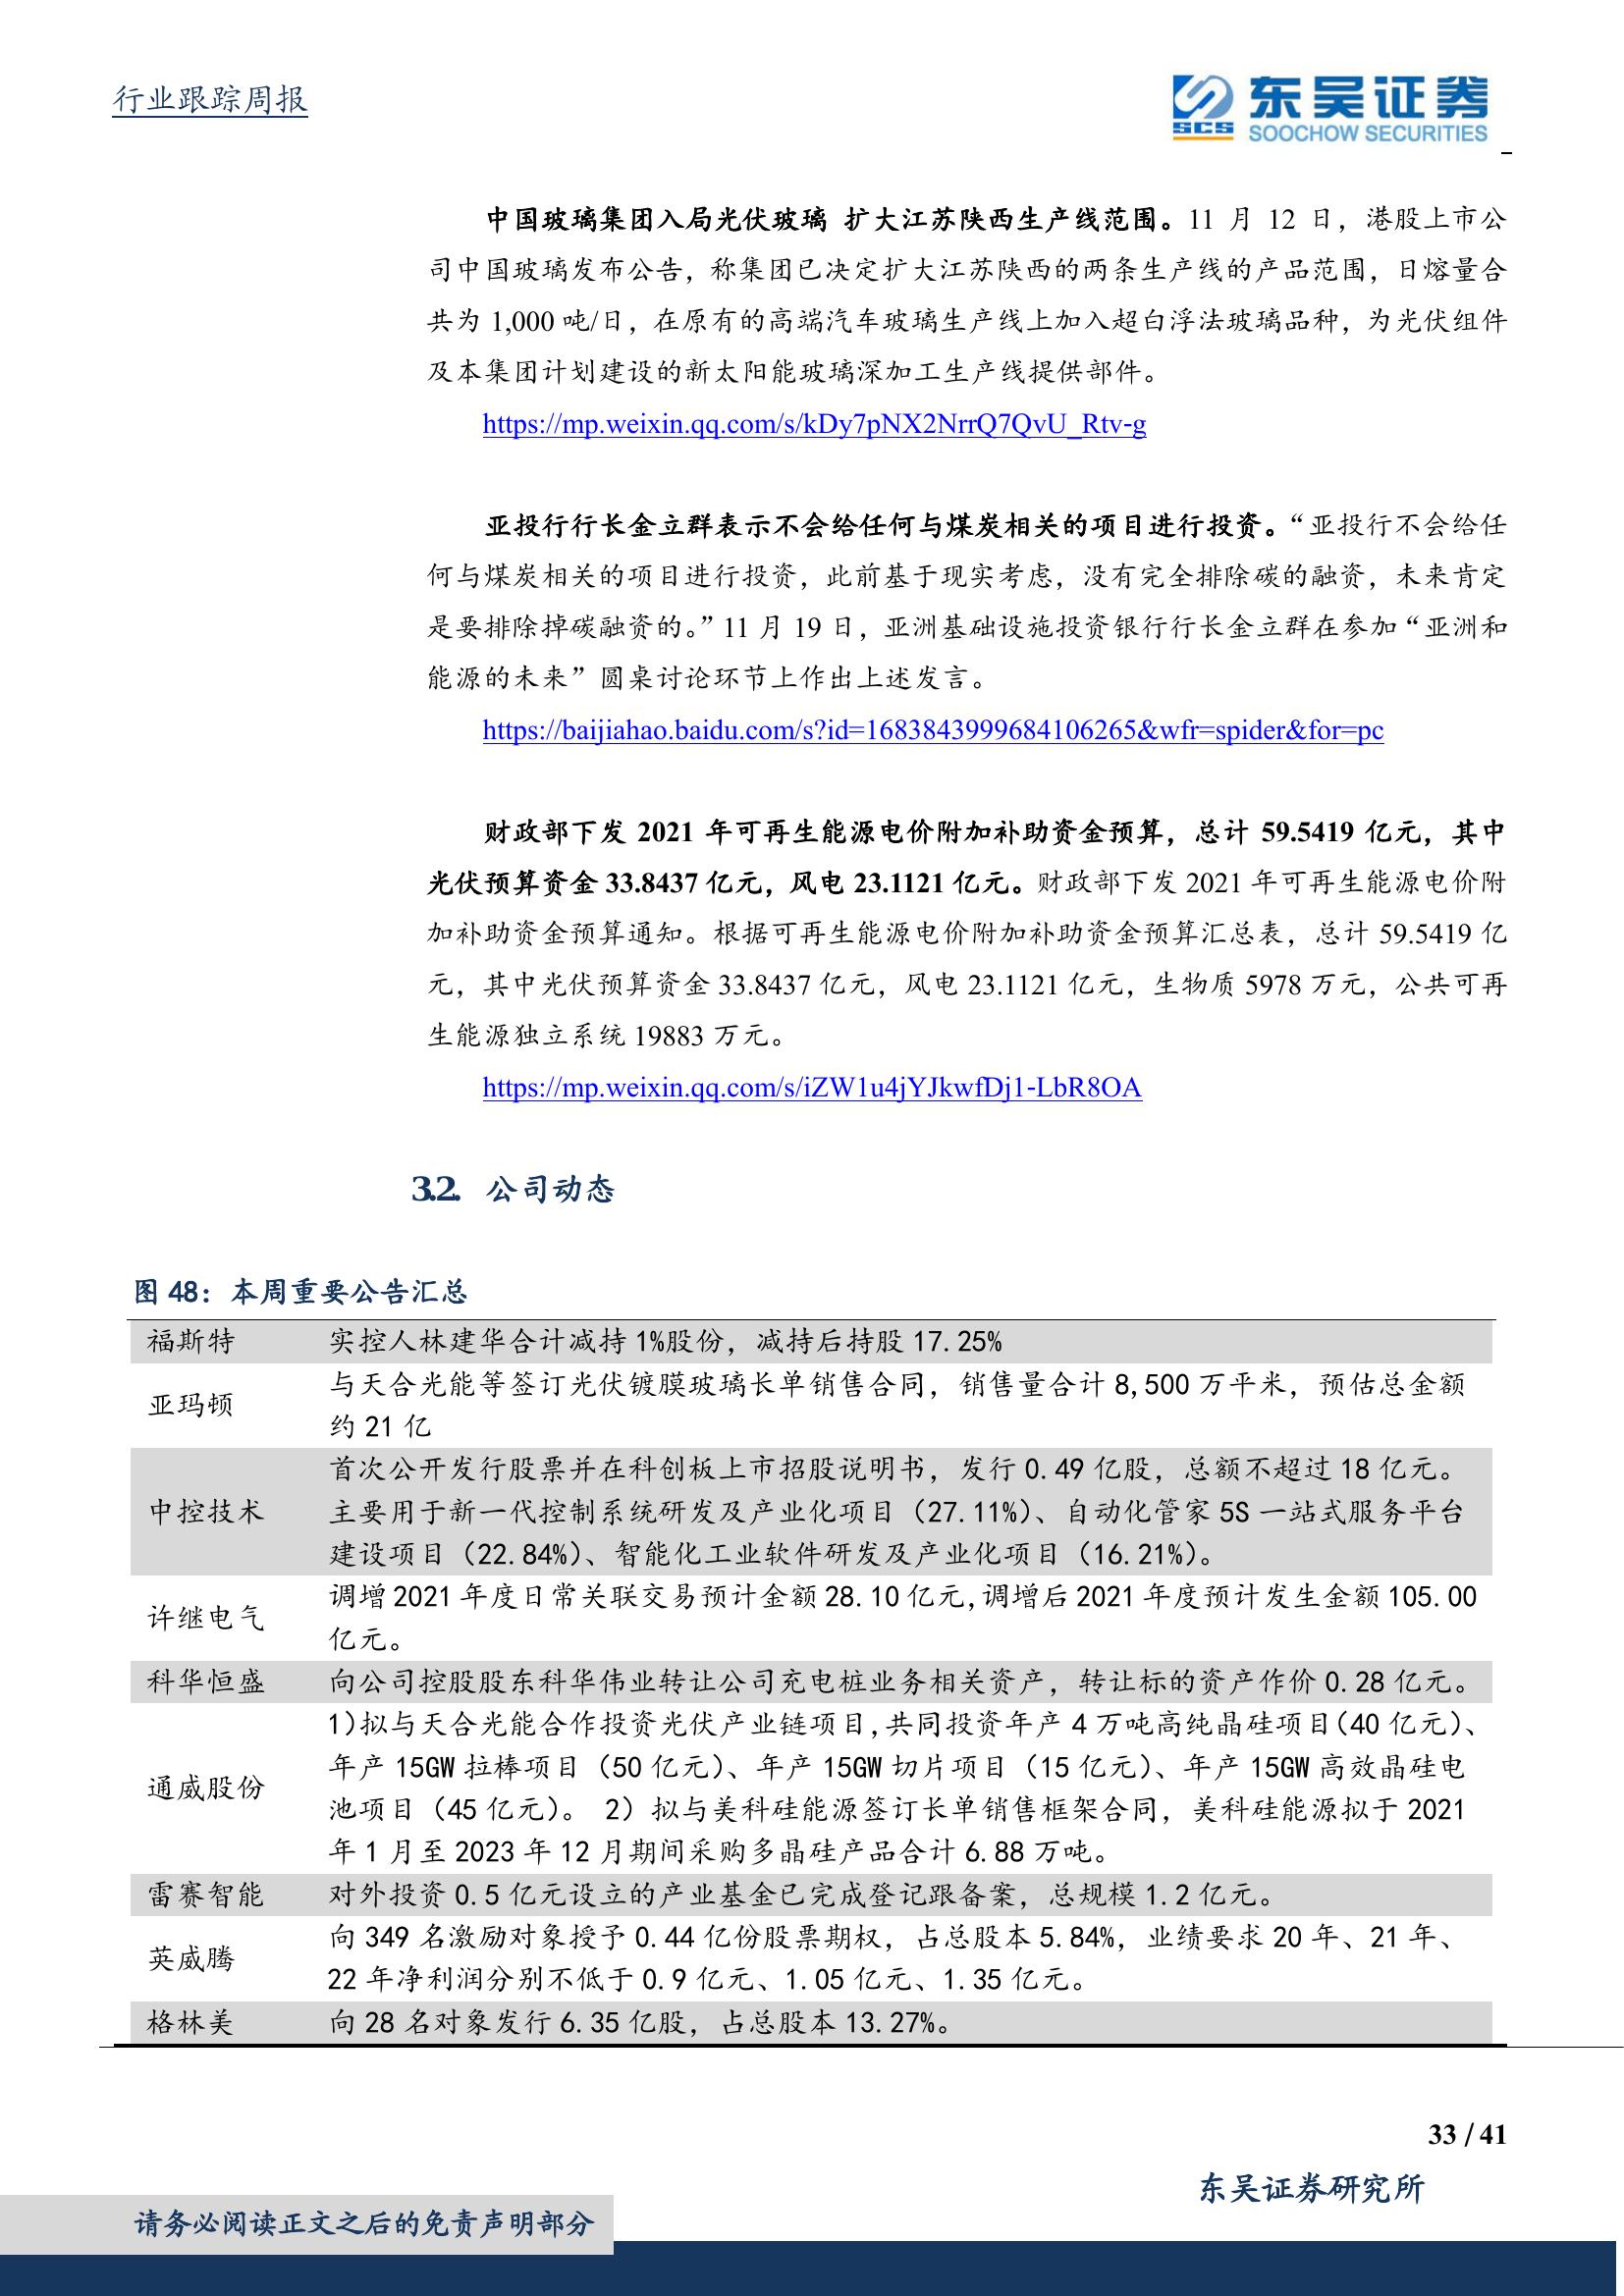 行业跟踪周报
SCS 东吴证券
SOOCHOW SECURITIES
中国玻璃集团入局光伏玻璃 扩大江苏陕西生产线范围。11 月 12 日，港股上市公
司中国玻璃发布公告，称集团已决定扩大江苏陕西的两条生产线的产品范围，日熔量合
共为 1,000 吨/日，在原有的高端汽车玻璃生产线上加入超白浮法玻璃品种，为光伏组件
及本集团计划建设的新太阳能玻璃深加工生产线提供部件。
https://mp.weixin.qq.com/s/kDy7pNX2NrrQ7QvU_Rtv-g
亚投行行长金立群表示不会给任何与煤炭相关的项目进行投资。“亚投行不会给任
何与煤炭相关的项目进行投资，此前基于现实考虑，没有完全排除碳的融资，未来肯定
是要排除掉碳融资的。”11 月 19 日，亚洲基础设施投资银行行长金立群在参加“亚洲和
能源的未来”圆桌讨论环节上作出上述发言。
https://baijiahao.baidu.com/s?id=1683843999684106265&wfr=spider&for=pc
财政部下发 2021 年可再生能源电价附加补助资金预算，总计 59.5419 亿元，其中
光伏预算资金 33.8437 亿元，风电 23.1121 亿元。财政部下发 2021 年可再生能源电价附
加补助资金预算通知。根据可再生能源电价附加补助资金预算汇总表，总计 59.5419 亿
元，其中光伏预算资金 33.8437 亿元，风电 23.1121 亿元，生物质 5978 万元，公共可再
生能源独立系统 19883 万元。
https://mp.weixin.qq.com/s/iZW1u4jYJkwfDj1-LbR8OA
3.2. 公司动态
图 48：本周重要公告汇总
福斯特 实控人林建华合计减持 1%股份，减持后持股 17.25%
亚玛顿 与天合光能等签订光伏镀膜玻璃长单销售合同，销售量合计 8,500 万平米，预估总金额
约 21 亿
中控技术 首次公开发行股票并在科创板上市招股说明书，发行 0.49 亿股，总额不超过 18 亿元。
主要用于新一代控制系统研发及产业化项目（27.11%）、自动化管家 5S 一站式服务平台
建设项目（22.84%）、智能化工业软件研发及产业化项目（16.21%）。
许继电气 调增 2021 年度日常关联交易预计金额 28.10 亿元,调增后 2021 年度预计发生金额 105.00
亿元。
科华恒盛 向公司控股股东科华伟业转让公司充电桩业务相关资产，转让标的资产作价 0.28 亿元。
通威股份 1)拟与天合光能合作投资光伏产业链项目,共同投资年产 4 万吨高纯晶硅项目（40 亿元）、
年产 15GW 拉棒项目（50 亿元）、年产 15GW 切片项目（15 亿元）、年产 15GW 高效晶硅电
池项目（45 亿元）。 2）拟与美科硅能源签订长单销售框架合同，美科硅能源拟于 2021
年 1 月至 2023 年 12 月期间采购多晶硅产品合计 6.88 万吨。
雷赛智能 对外投资 0.5 亿元设立的产业基金已完成登记跟备案，总规模 1.2 亿元。
英威腾 向 349 名激励对象授予 0.44 亿份股票期权，占总股本 5.84%，业绩要求 20 年、21 年、
22 年净利润分别不低于 0.9 亿元、1.05 亿元、1.35 亿元。
格林美 向 28 名对象发行 6.35 亿股，占总股本 13.27%。
33 / 41
东吴证券研究所
请务必阅读正文之后的免责声明部分